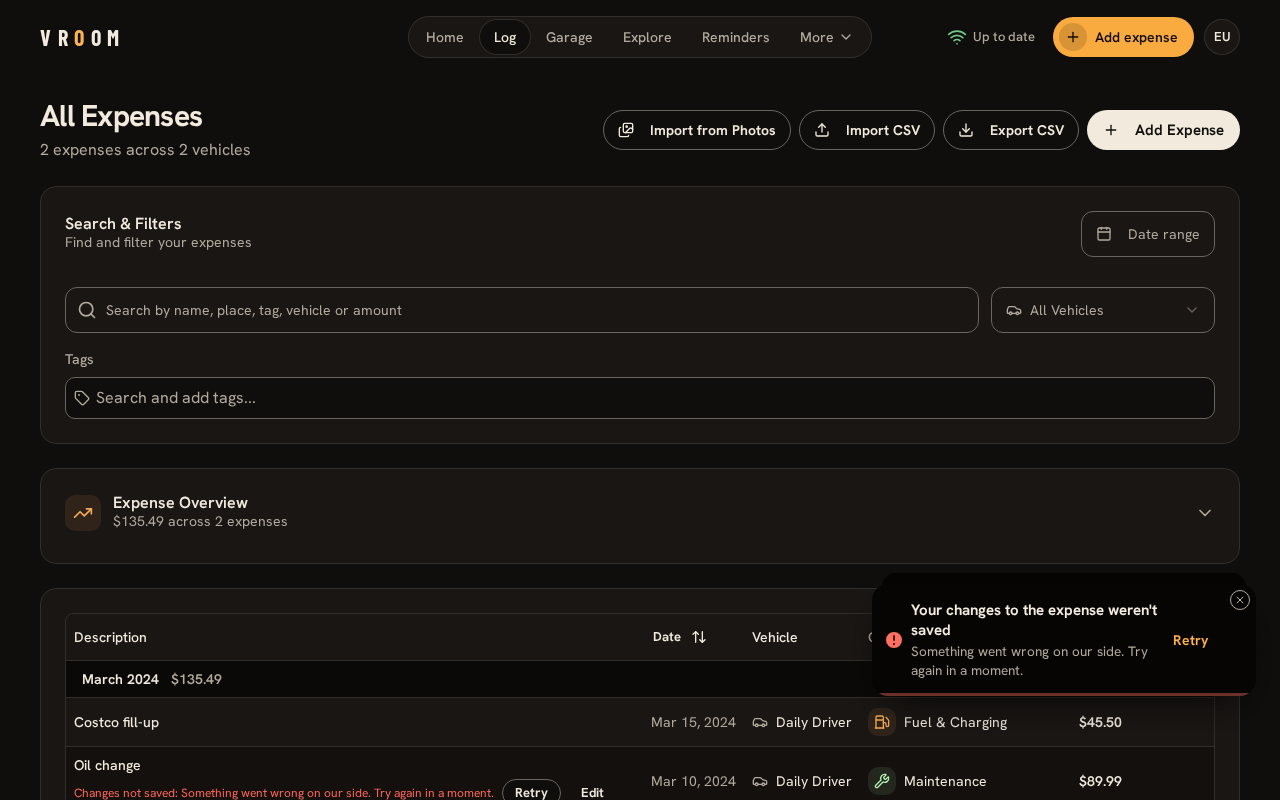 VROOM
Home
Log
Garage
Explore
Reminders
More
Up to date
Add expense
EU
All Expenses
2 expenses across 2 vehicles
Import from Photos
Import CSV
Export CSV
Add Expense
Search & Filters
Find and filter your expenses
Date range
Search by name, place, tag, vehicle or amount
All Vehicles
Tags
Search and add tags...
Expense Overview
$135.49 across 2 expenses
Your changes to the expense weren't
saved
Something went wrong on our side. Try
again in a moment.
Retry
Description
Date
Vehicle
March 2024 $135.49
Costco fill-up
Mar 15, 2024
Daily Driver
Fuel & Charging
$45.50
Oil change
Changes not saved: Something went wrong on our side. Try again in a moment.
Retry
Edit
Mar 10, 2024
Daily Driver
Maintenance
$89.99